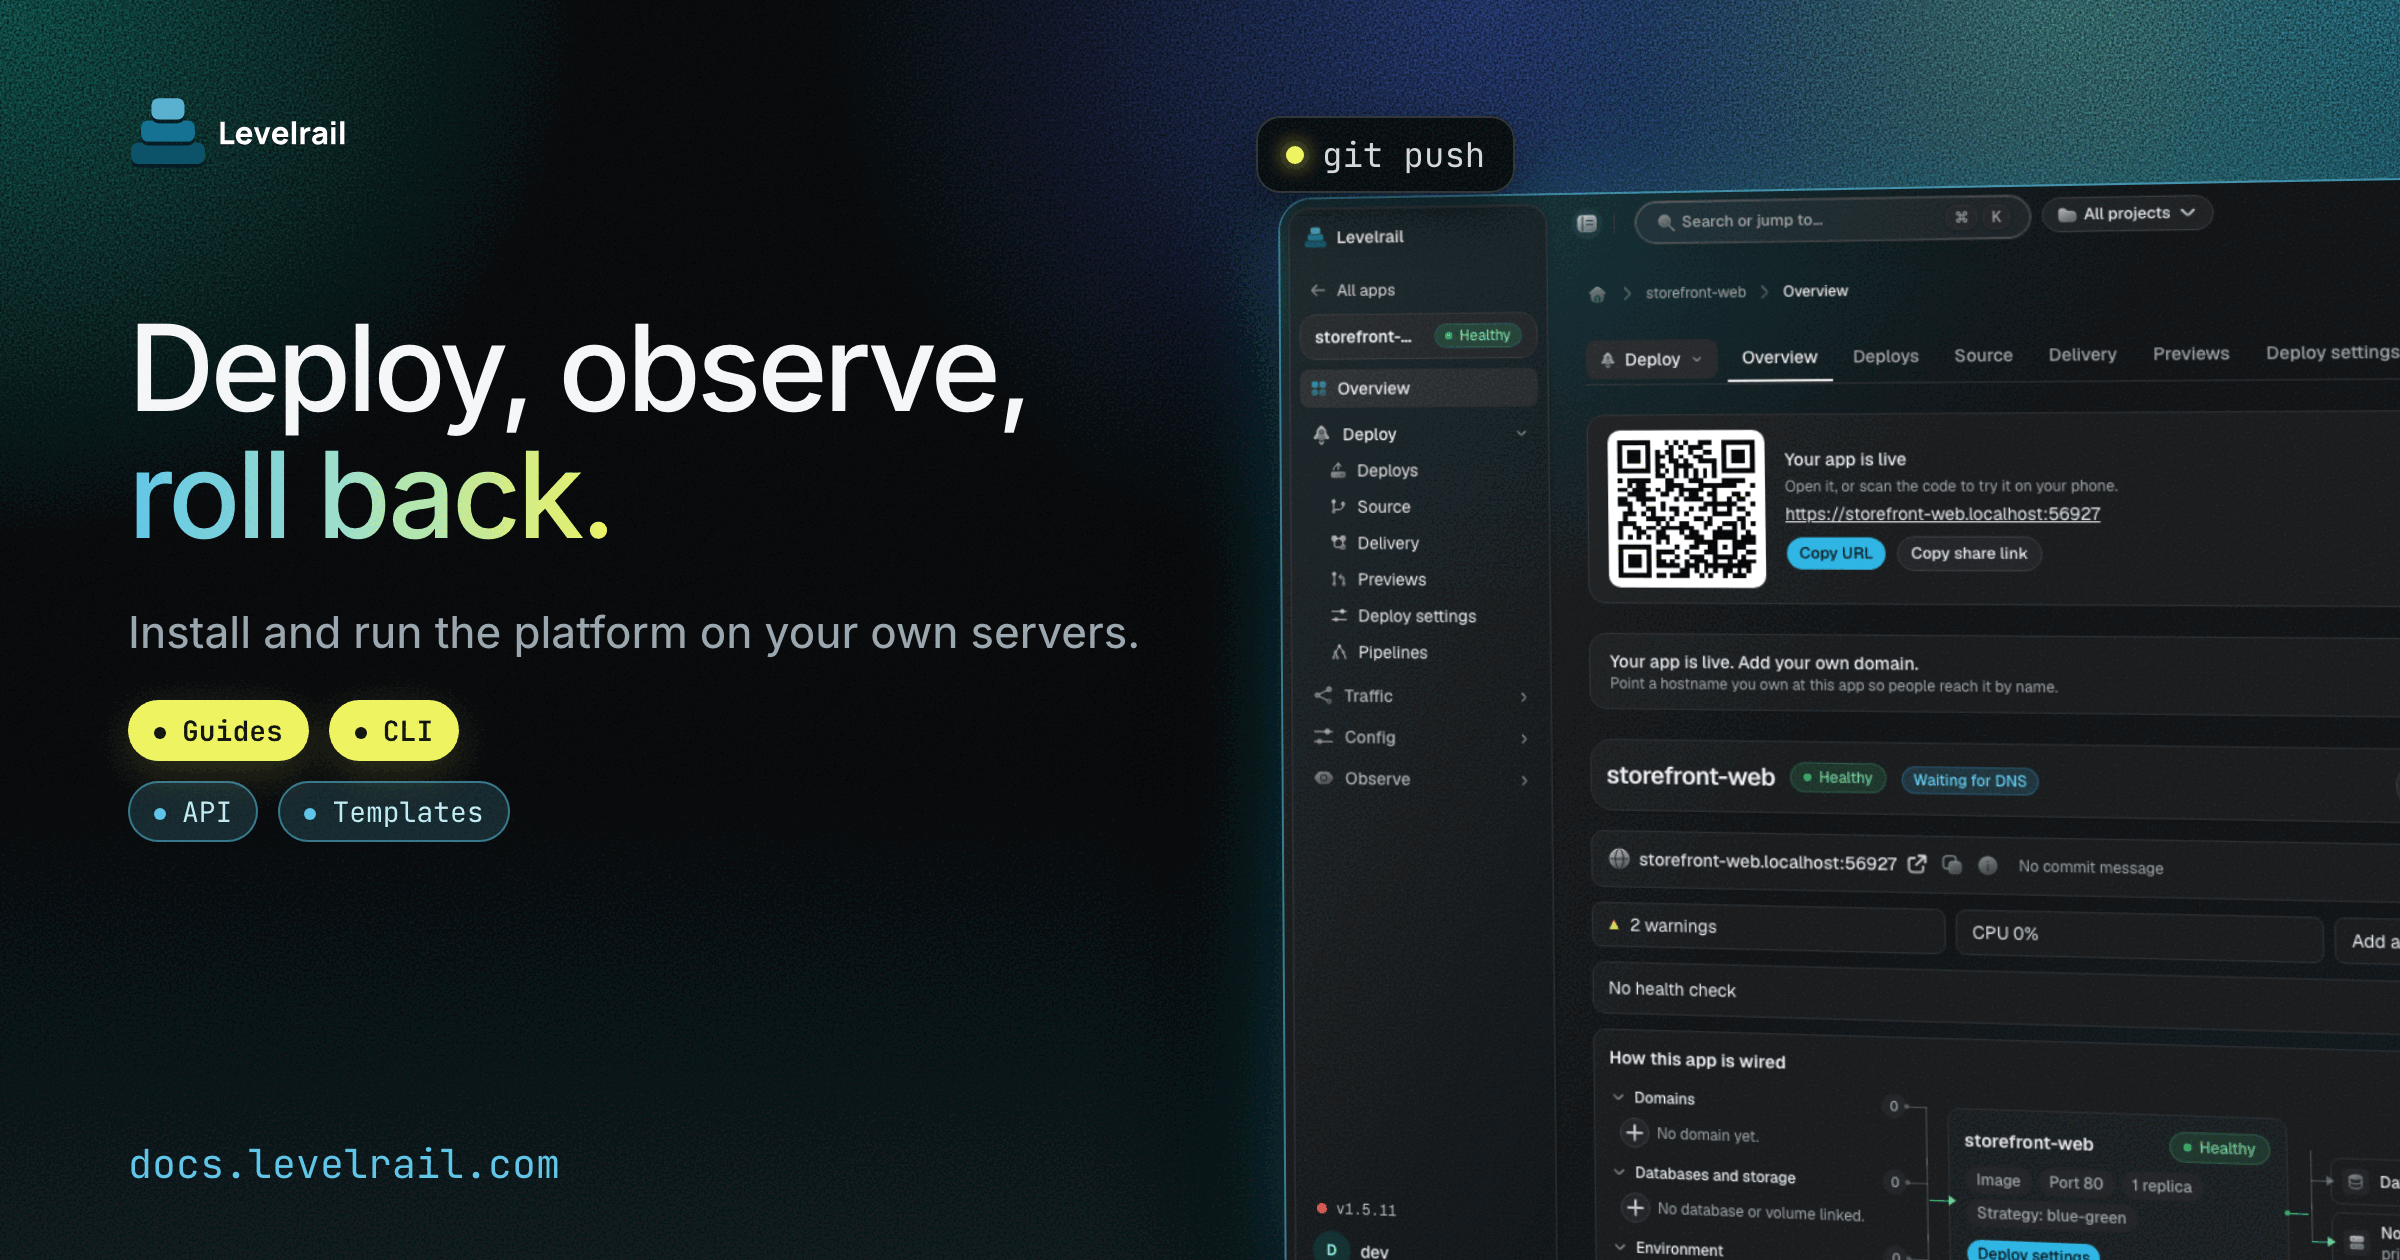 Levelrail
Deploy, observe,
roll back.
Install and run the platform on your own servers.
Guides
CLI
API
Templates
docs.levelrail.com
git push
Levelrail
All apps
storefront-...
Healthy
Overview
Deploy
Deploys
Source
Delivery
Previews
Deploy settings
Pipelines
Traffic
Config
Observe
v1.5.11
D
dev
Search or jump to...
⌘ K
All projects
storefront-web
Overview
Deploy
Overview
Deploys
Source
Delivery
Previews
Deploy settings
Your app is live
Open it, or scan the code to try it on your phone.
https://storefront-web.localhost:56927
Copy URL
Copy share link
Your app is live. Add your own domain.
Point a hostname you own at this app so people reach it by name.
storefront-web
Healthy
Waiting for DNS
storefront-web.localhost:56927
No commit message
2 warnings
CPU 0%
Add a
No health check
How this app is wired
Domains
0
No domain yet.
Databases and storage
0
No database or volume linked.
Environment
0
storefront-web
Healthy
Image
Port 80
1 replica
Strategy: blue-green
Deploy settings
Da
No